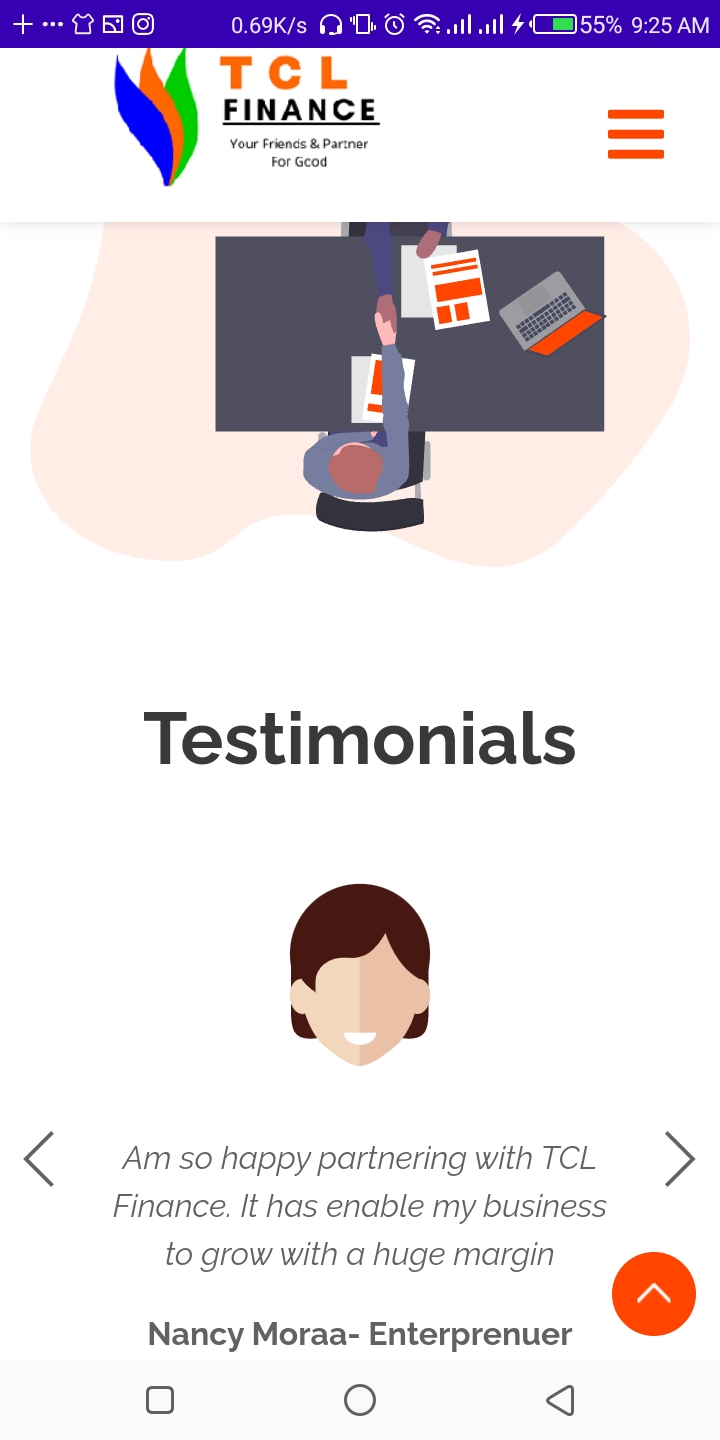 0.69K/s 55% 9:25 AM
TCL
FINANCE
Your Friends & Partner
For Good
Testimonials
Am so happy partnering with TCL
Finance. It has enable my business
to grow with a huge margin
Nancy Moraa- Enterprenuer